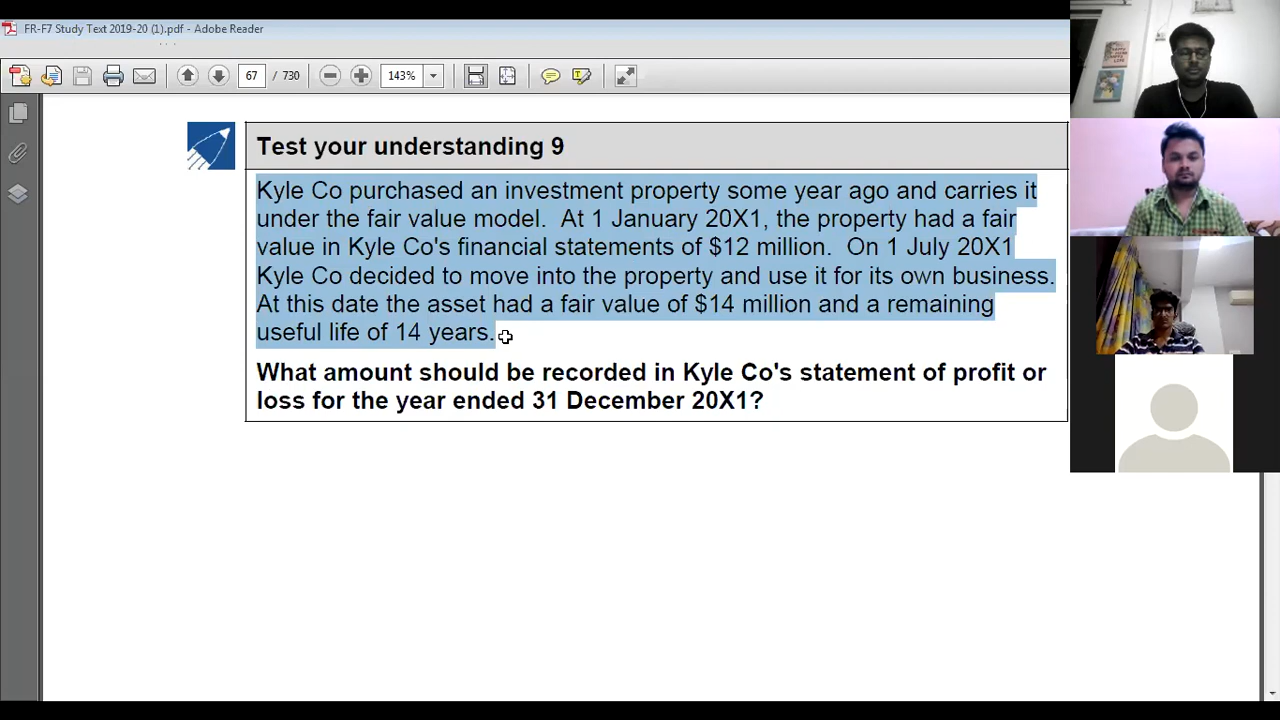 FR-F7 Study Text 2019-20 (1).pdf - Adobe Reader
67 / 730
143%
Test your understanding 9
Kyle Co purchased an investment property some year ago and carries it
under the fair value model. At 1 January 20X1, the property had a fair
value in Kyle Co's financial statements of $12 million. On 1 July 20X1
Kyle Co decided to move into the property and use it for its own business.
At this date the asset had a fair value of $14 million and a remaining
useful life of 14 years.
What amount should be recorded in Kyle Co's statement of profit or
loss for the year ended 31 December 20X1?